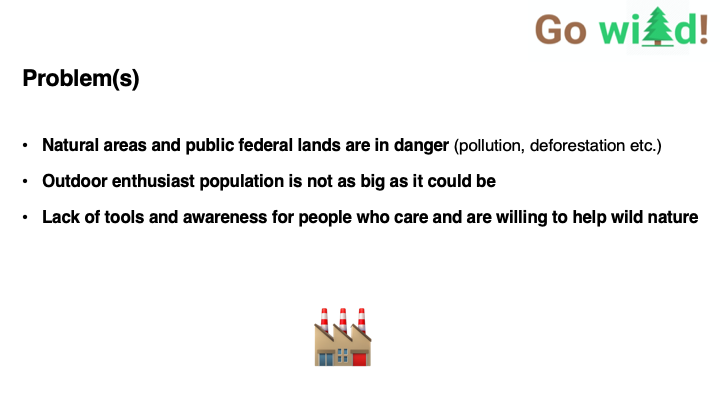 Go wild!
Problem(s)
• Natural areas and public federal lands are in danger (pollution, deforestation etc.)
• Outdoor enthusiast population is not as big as it could be
• Lack of tools and awareness for people who care and are willing to help wild nature